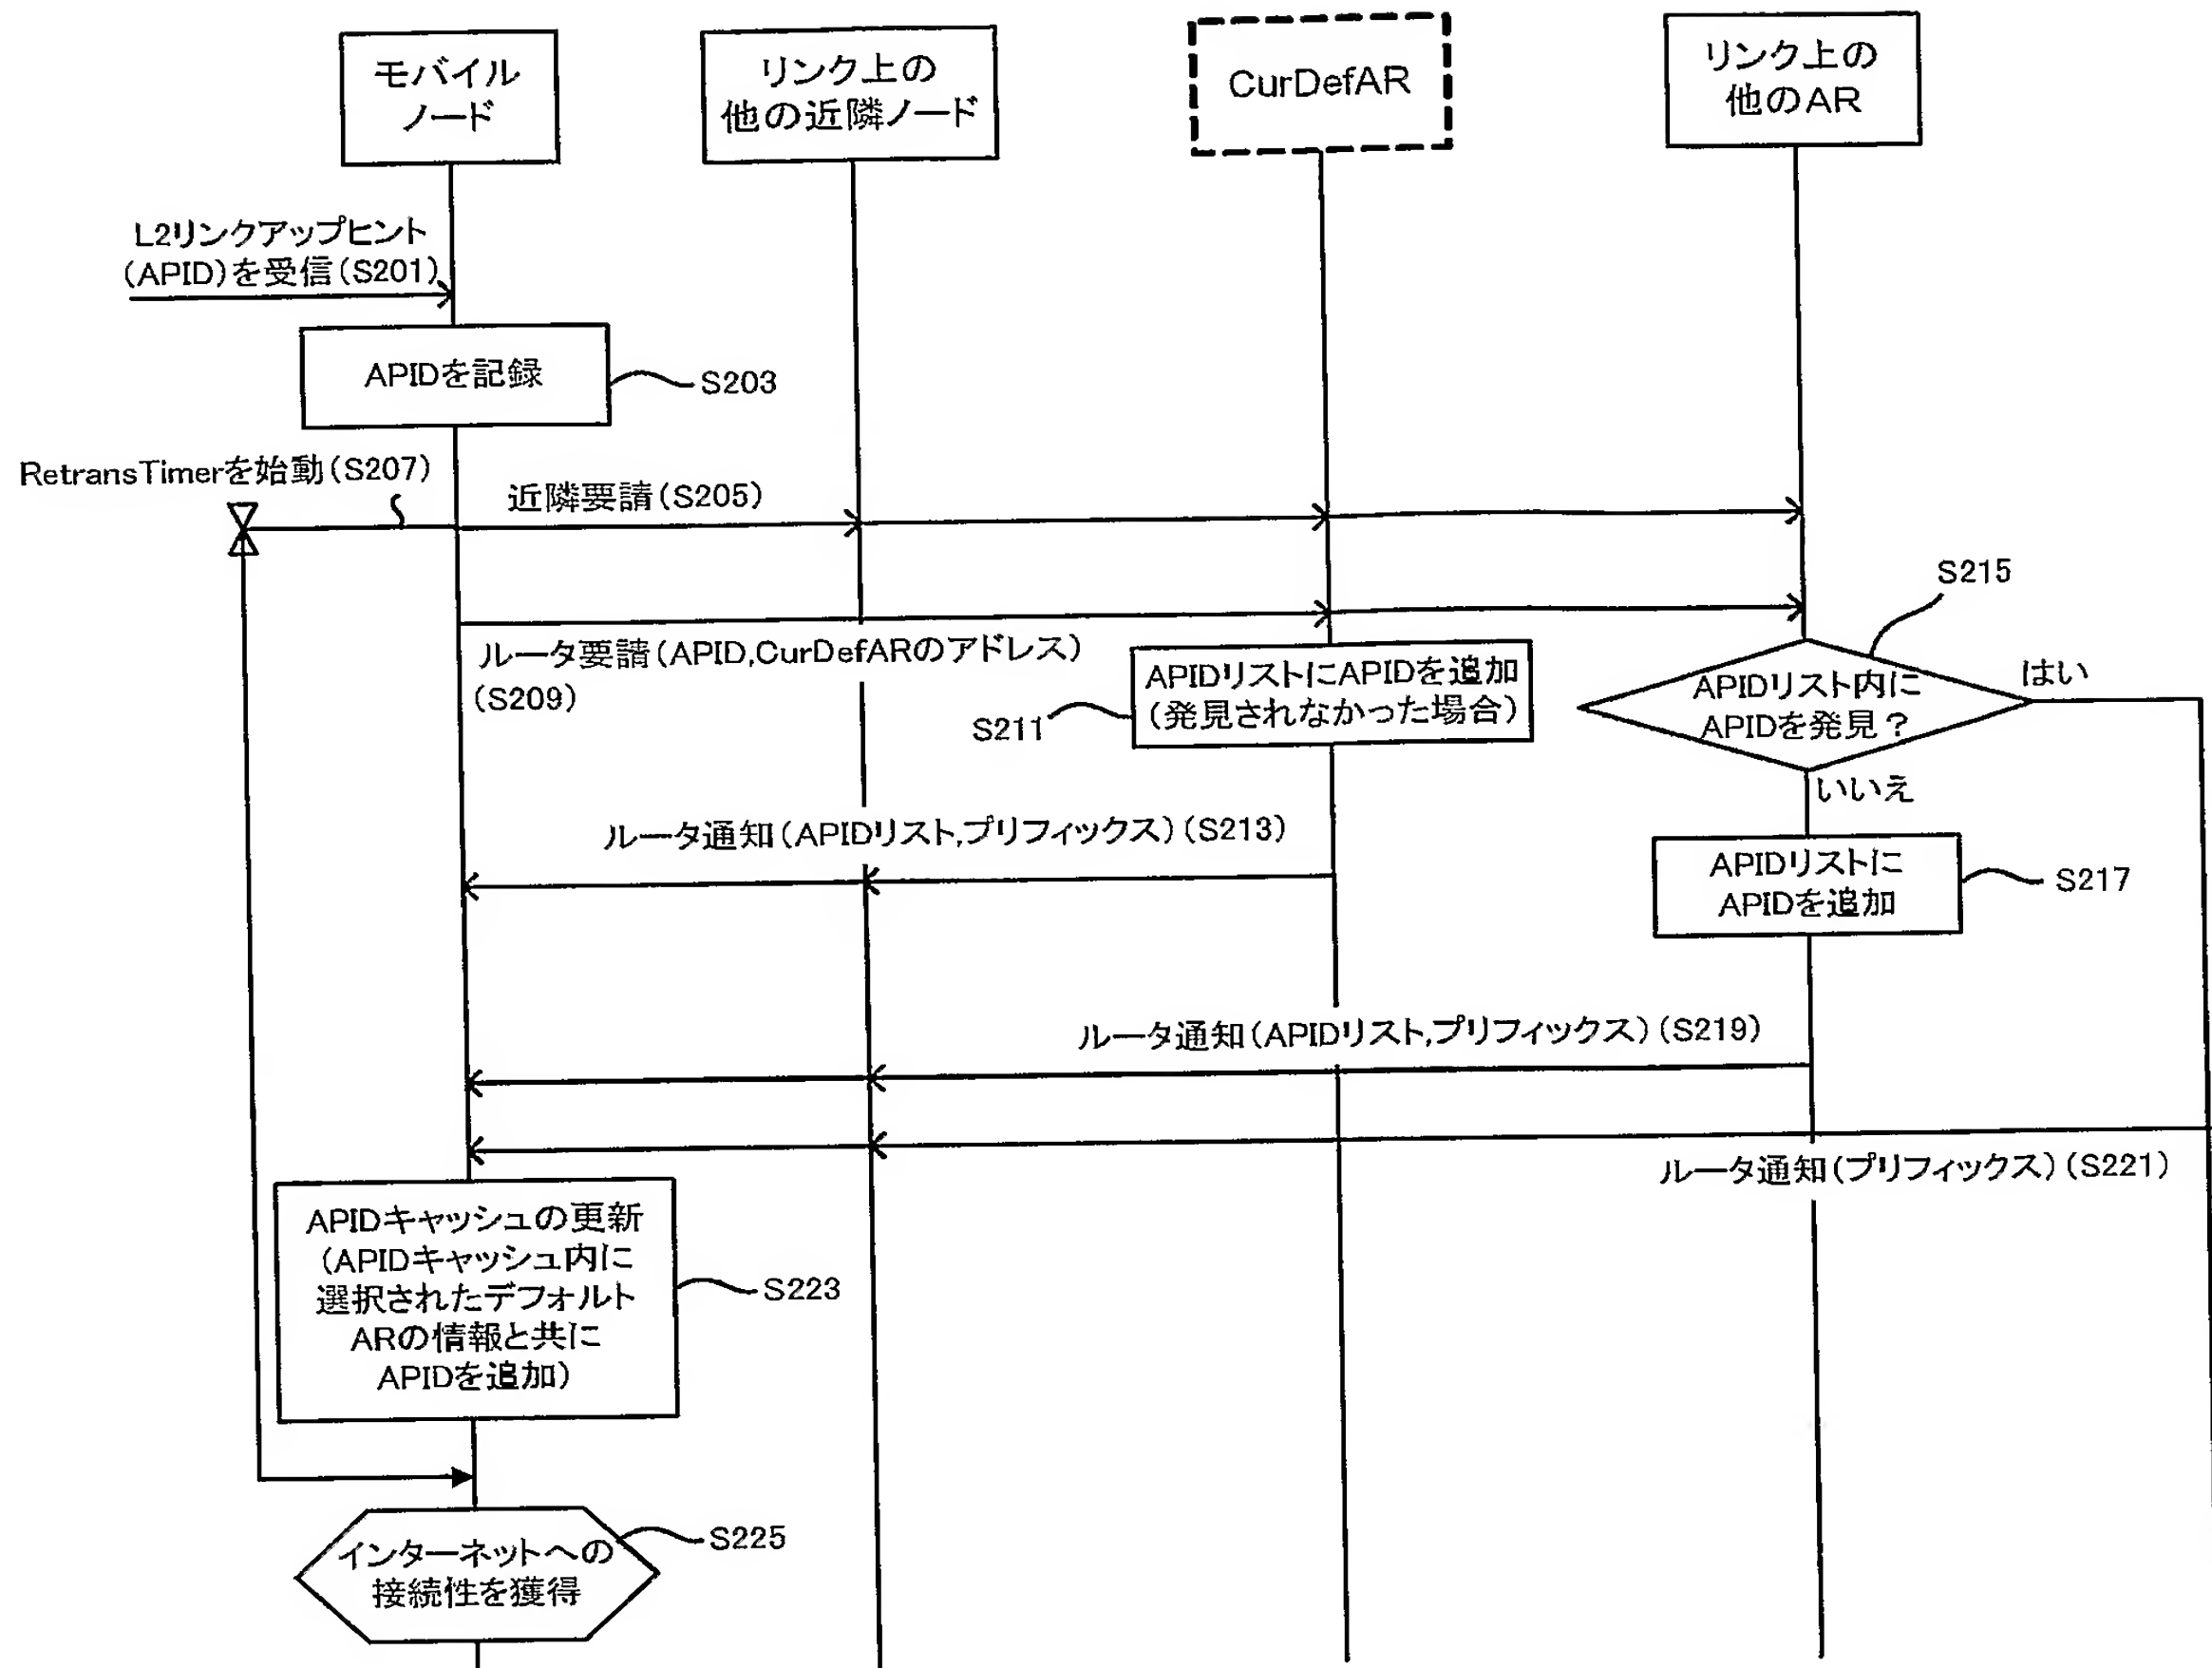 モバイル
ノード
リンク上の
他の近隣ノード
CurDefAR
リンク上の
他のAR
L2リンクアップヒント
(APID)を受信(S201)
APIDを記録
S203
RetransTimerを始動(S207)
近隣要請(S205)
S215
ルータ要請(APID,CurDefARのアドレス)
(S209)
APIDリストにAPIDを追加
(発見されなかった場合)
S211
APIDリスト内に
APIDを発見?
はい
いいえ
ルータ通知(APIDリスト,プリフィックス)(S213)
APIDリストに
APIDを追加
S217
ルータ通知(APIDリスト,プリフィックス)(S219)
ルータ通知(プリフィックス)(S221)
APIDキャッシュの更新
(APIDキャッシュ内に
選択されたデフォルト
ARの情報と共に
APIDを追加)
S223
インターネットへの
接続性を獲得
S225